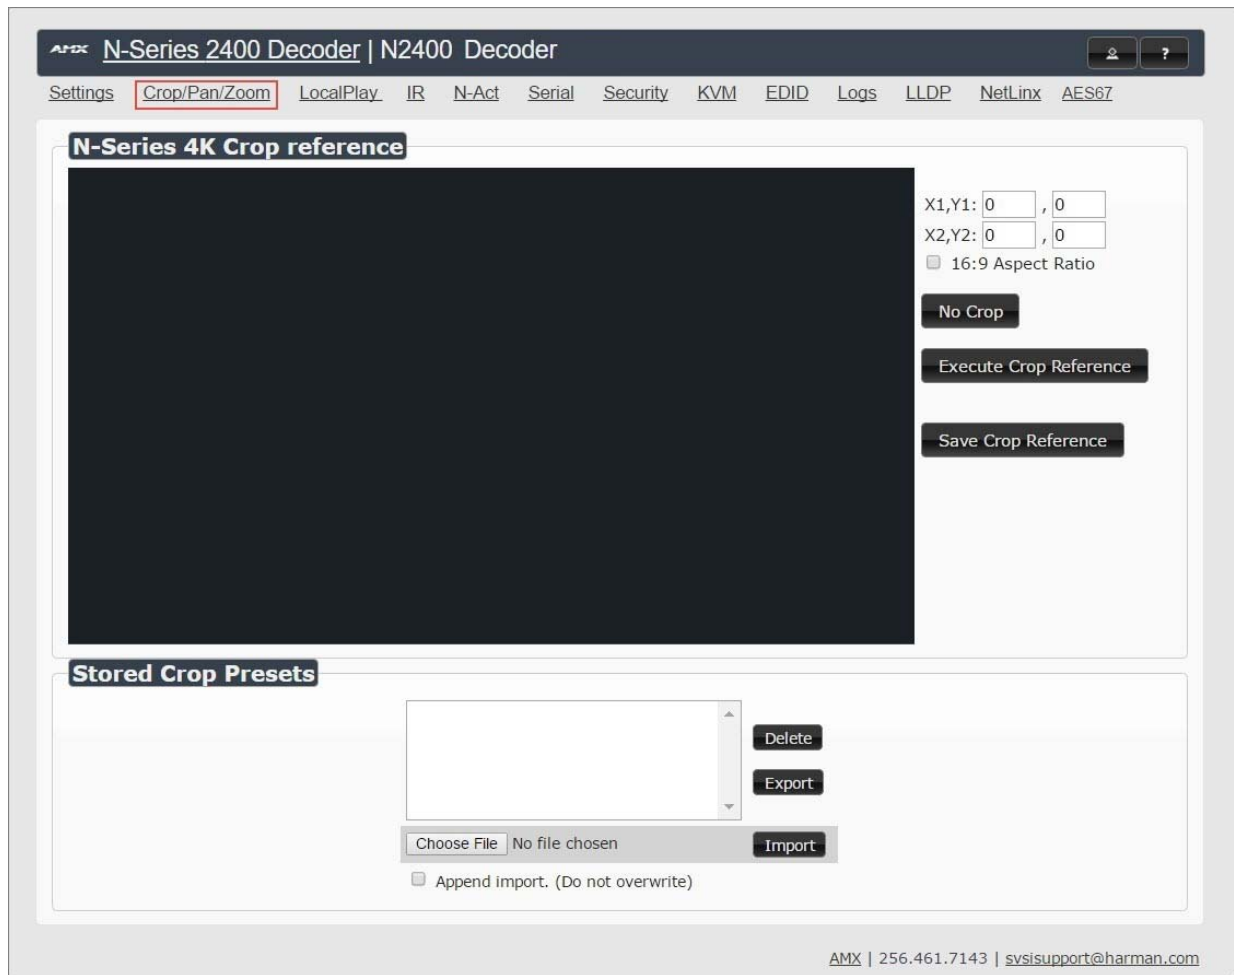 AMX N-Series 2400 Decoder | N2400 Decoder ?
Settings Crop/Pan/Zoom LocalPlay IR N-Act Serial Security KVM EDID Logs LLDP NetLinx AES67
N-Series 4K Crop reference
X1,Y1: 0 , 0
X2,Y2: 0 , 0
16:9 Aspect Ratio
No Crop
Execute Crop Reference
Save Crop Reference
Stored Crop Presets
Delete
Export
Choose File No file chosen Import
Append import. (Do not overwrite)
AMX | 256.461.7143 | svsisupport@harman.com